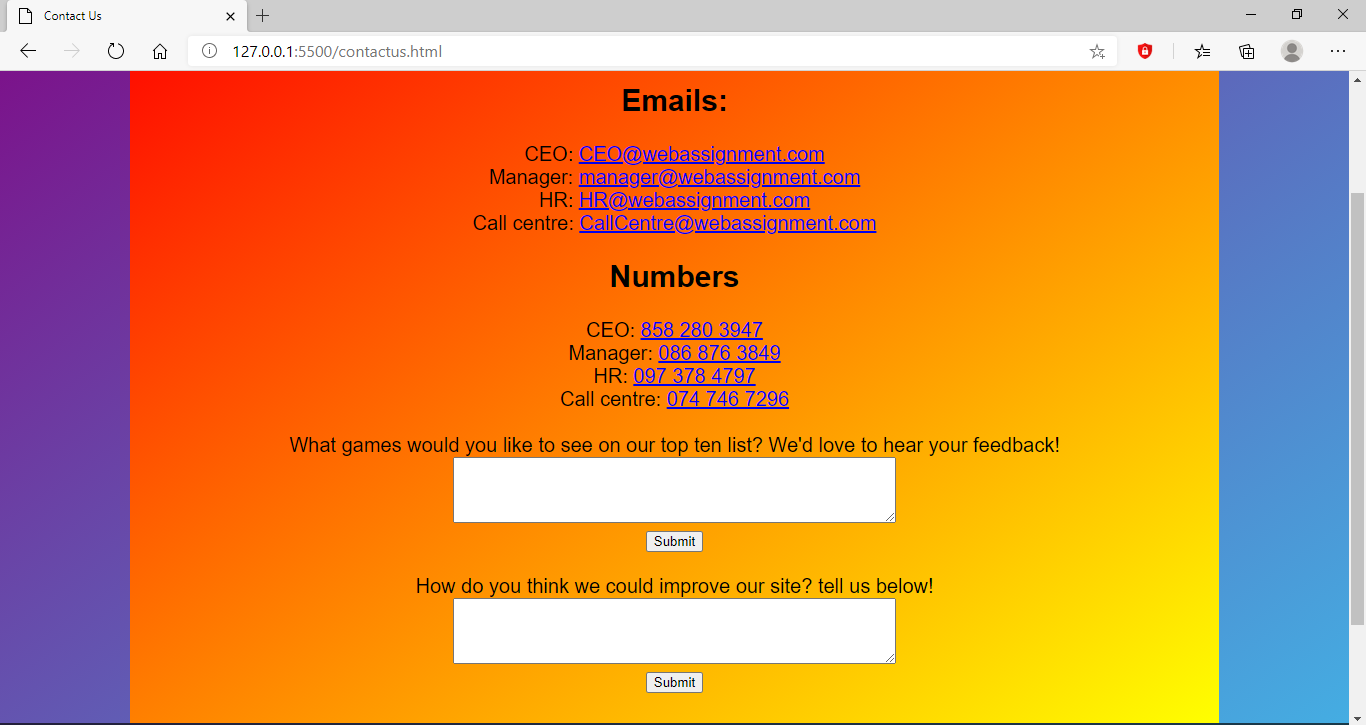 Contact Us
127.0.0.1:5500/contactus.html
Emails:
CEO: CEO@webassignment.com
Manager: manager@webassignment.com
HR: HR@webassignment.com
Call centre: CallCentre@webassignment.com
Numbers
CEO: 858 280 3947
Manager: 086 876 3849
HR: 097 378 4797
Call centre: 074 746 7296
What games would you like to see on our top ten list? We'd love to hear your feedback!
Submit
How do you think we could improve our site? tell us below!
Submit